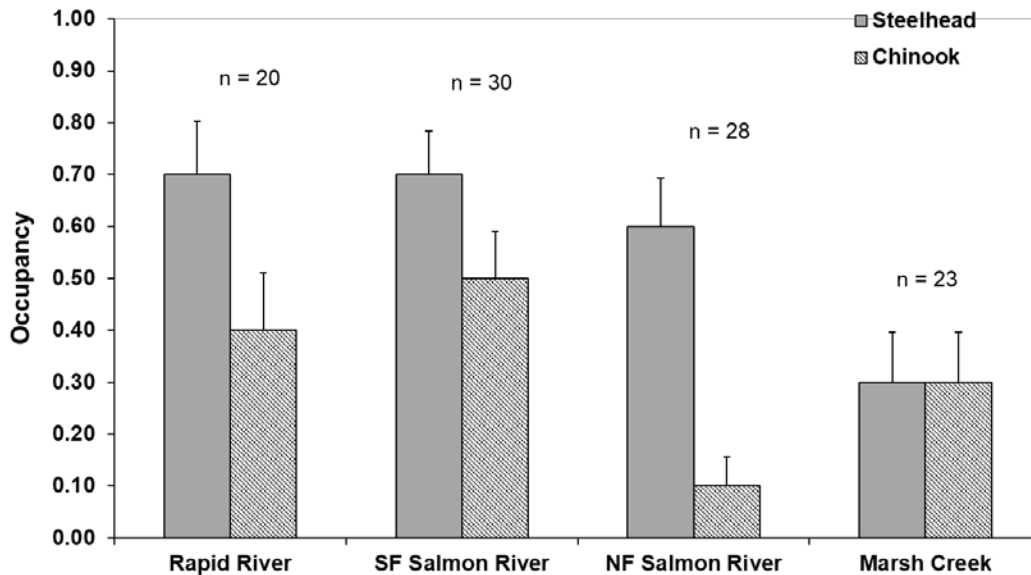 1.00
0.90
0.80
0.70
0.60
0.50
0.40
0.30
0.20
0.10
0.00
Occupancy
Steelhead
Chinook
n = 20
n = 30
n = 28
n = 23
Rapid River
SF Salmon River
NF Salmon River
Marsh Creek